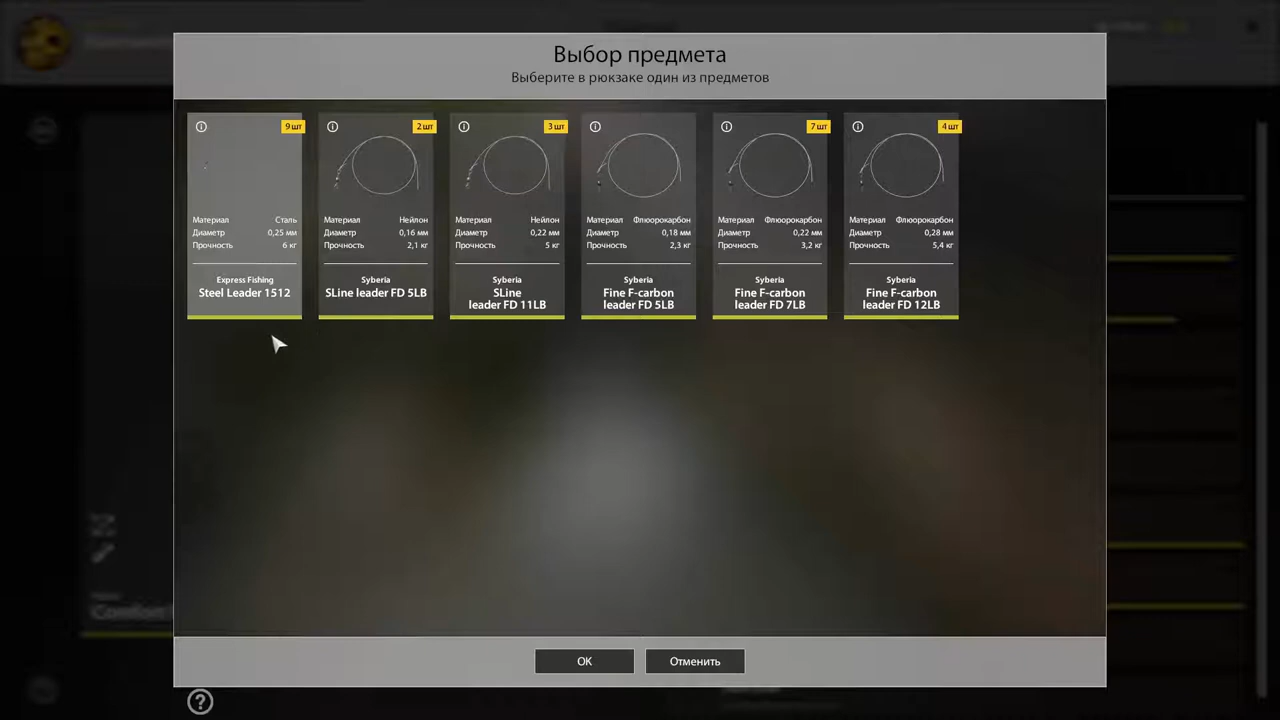 Выбор предмета
Выберите в рюкзаке один из предметов
9 шт
Материал Сталь
Диаметр 0,25 мм
Прочность 6 кг
Express Fishing
Steel Leader 1512
2 шт
Материал Нейлон
Диаметр 0,16 мм
Прочность 2,1 кг
Syberia
SLine leader FD 5LB
3 шт
Материал Нейлон
Диаметр 0,22 мм
Прочность 5 кг
Syberia
SLine
leader FD 11LB
Материал Флюорокарбон
Диаметр 0,18 мм
Прочность 2,3 кг
Syberia
Fine F-carbon
leader FD 5LB
7 шт
Материал Флюорокарбон
Диаметр 0,22 мм
Прочность 3,2 кг
Syberia
Fine F-carbon
leader FD 7LB
4 шт
Материал Флюорокарбон
Диаметр 0,28 мм
Прочность 5,4 кг
Syberia
Fine F-carbon
leader FD 12LB
OK
Отменить
?